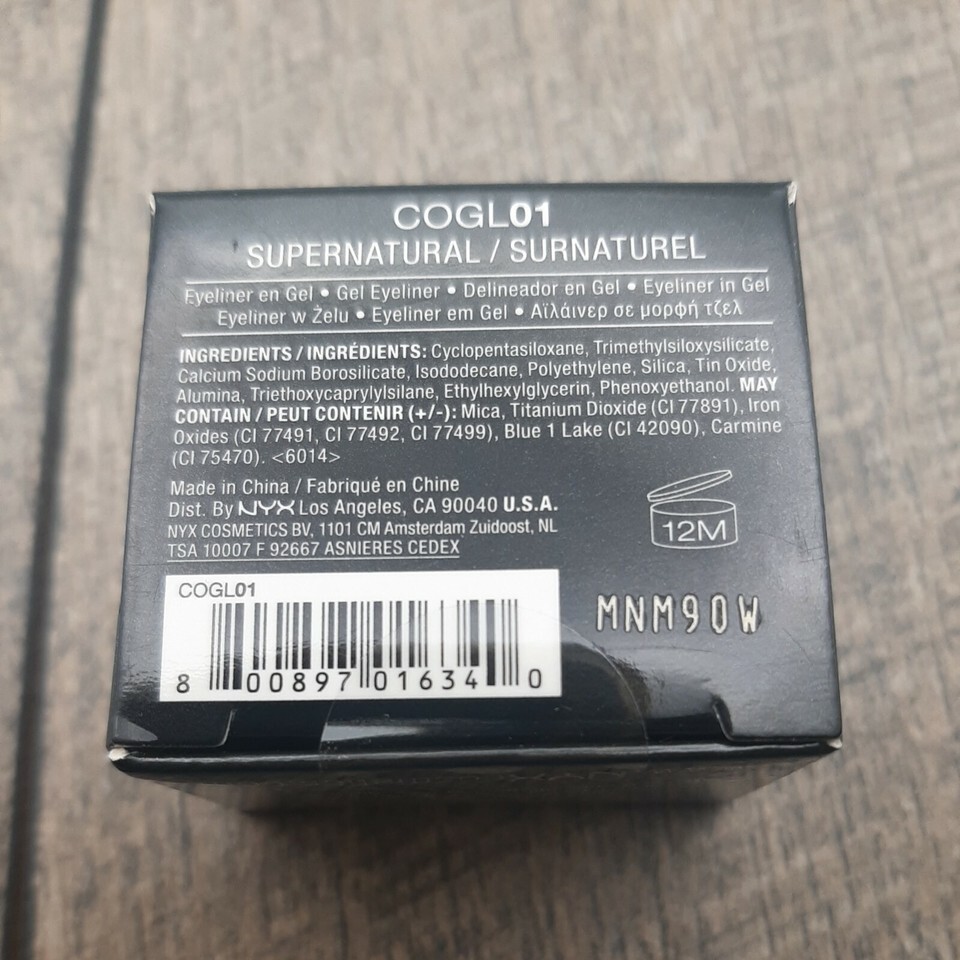 COGL01
SUPERNATURAL / SURNATUREL
Eyeliner en Gel • Gel Eyeliner • Delineador en Gel • Eyeliner in Gel
Eyeliner w Żelu • Eyeliner em Gel • Αϊλάινερ σε μορφή τζελ
INGREDIENTS / INGRÉDIENTS: Cyclopentasiloxane, Trimethylsiloxysilicate,
Calcium Sodium Borosilicate, Isododecane, Polyethylene, Silica, Tin Oxide,
Alumina, Triethoxycaprylylsilane, Ethylhexylglycerin, Phenoxyethanol. MAY
CONTAIN / PEUT CONTENIR (+/-): Mica, Titanium Dioxide (CI 77891), Iron
Oxides (CI 77491, CI 77492, CI 77499), Blue 1 Lake (CI 42090), Carmine
(CI 75470). <6014>
Made in China / Fabriqué en Chine
Dist. By NYX Los Angeles, CA 90040 U.S.A.
NYX COSMETICS BV, 1101 CM Amsterdam Zuidoost, NL
TSA 10007 F 92667 ASNIERES CEDEX
12M
MNM90W
COGL01
8 00897 01634 0